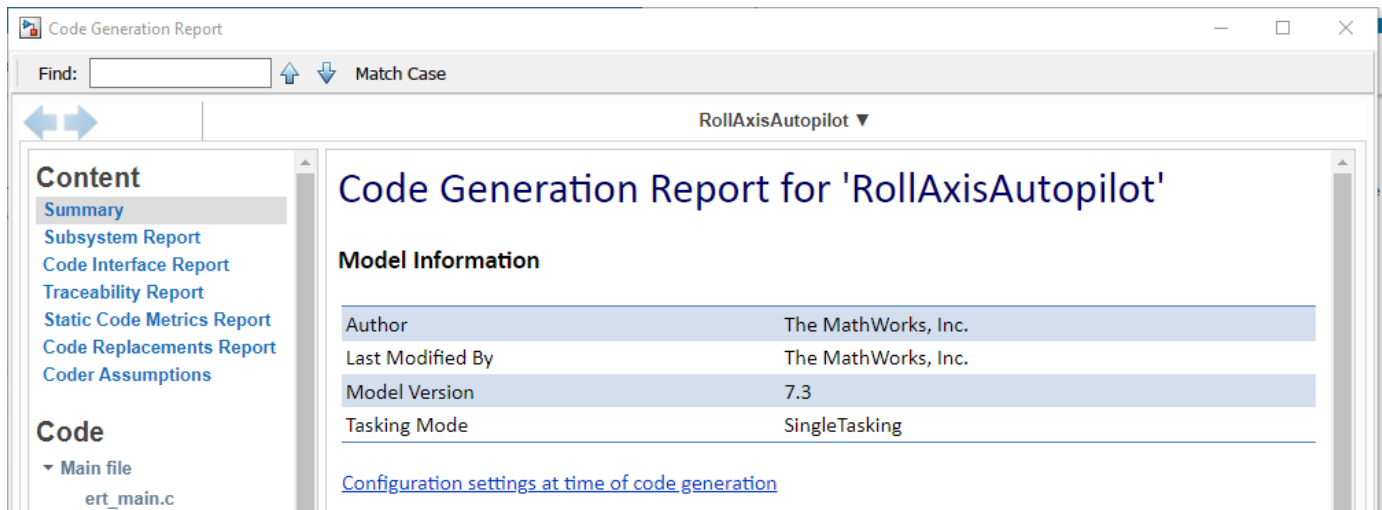 Code Generation Report
Find:
Match Case
RollAxisAutopilot ▼
Content
Summary
Subsystem Report
Code Interface Report
Traceability Report
Static Code Metrics Report
Code Replacements Report
Coder Assumptions
Code
Main file
ert_main.c
Code Generation Report for 'RollAxisAutopilot'
Model Information
Author The MathWorks, Inc.
Last Modified By The MathWorks, Inc.
Model Version 7.3
Tasking Mode SingleTasking
Configuration settings at time of code generation